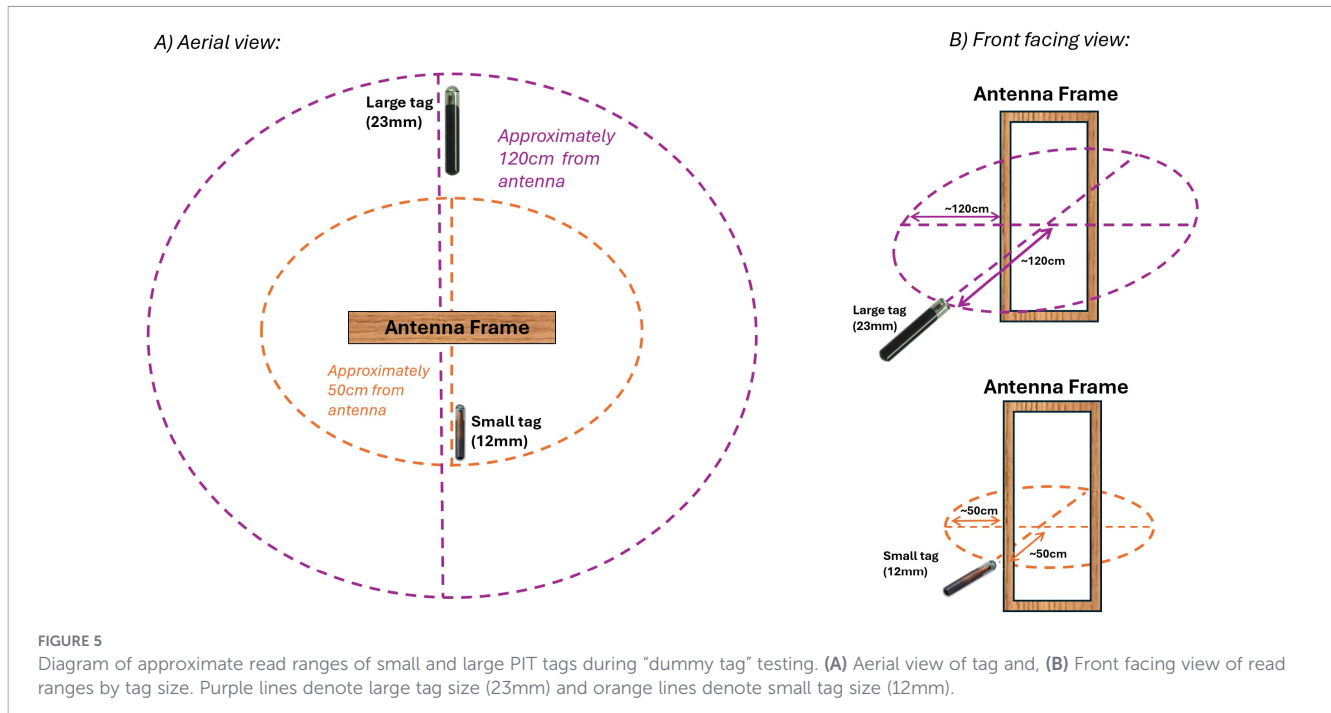 A) Aerial view:
Large tag
(23mm)
Approximately
120cm from
antenna
Antenna Frame
Approximately
50cm from
antenna
Small tag
(12mm)
B) Front facing view:
Antenna Frame
~120cm
~120cm
Large tag
(23mm)
Antenna Frame
~50cm
~50cm
Small tag
(12mm)
FIGURE 5
Diagram of approximate read ranges of small and large PIT tags during “dummy tag” testing. (A) Aerial view of tag and, (B) Front facing view of read
ranges by tag size. Purple lines denote large tag size (23mm) and orange lines denote small tag size (12mm).